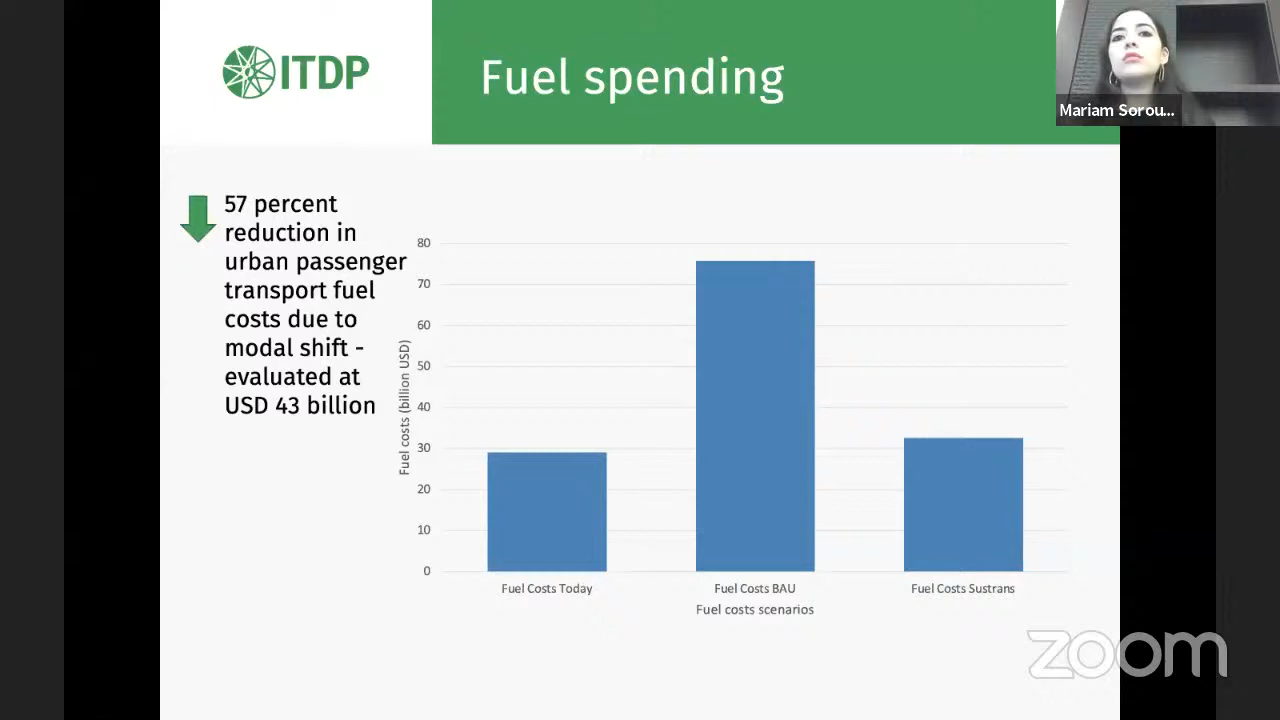 ITDP
Fuel spending
Mariam Sorou...
57 percent
reduction in
urban passenger
transport fuel
costs due to
modal shift -
evaluated at
USD 43 billion
Fuel costs (billion USD)
80
70
60
50
40
30
20
10
0
Fuel Costs Today
Fuel Costs BAU
Fuel Costs Sustrans
Fuel costs scenarios
zoom